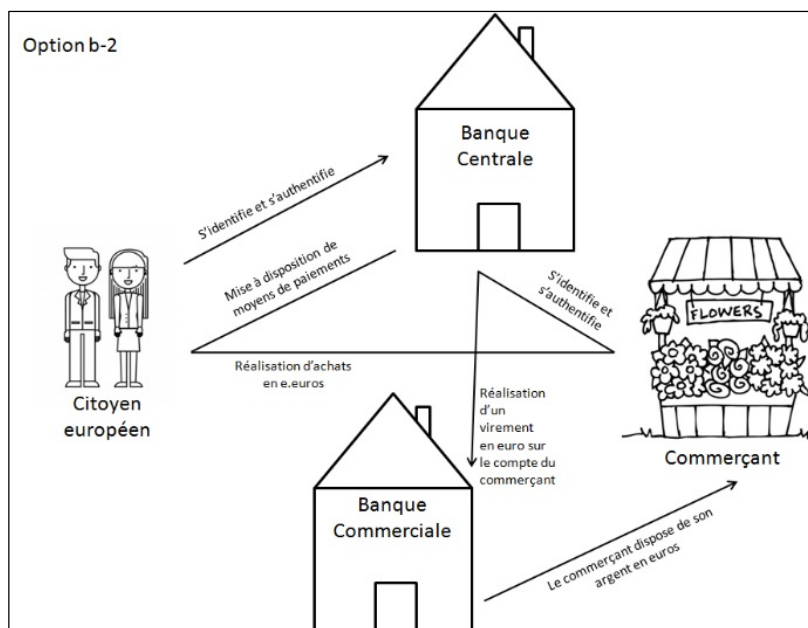 Option b-2
Banque
Centrale
S'identifie et s'authentifie
Mise à disposition de
moyens de paiements
S'identifie et
s'authentifie
FLOWERS
Réalisation d'achats
en e.euros
Citoyen
européen
Réalisation
d'un
virement
en euro sur
le compte du
commerçant
Commerçant
Banque
Commerciale
Le commerçant dispose de son
argent en euros